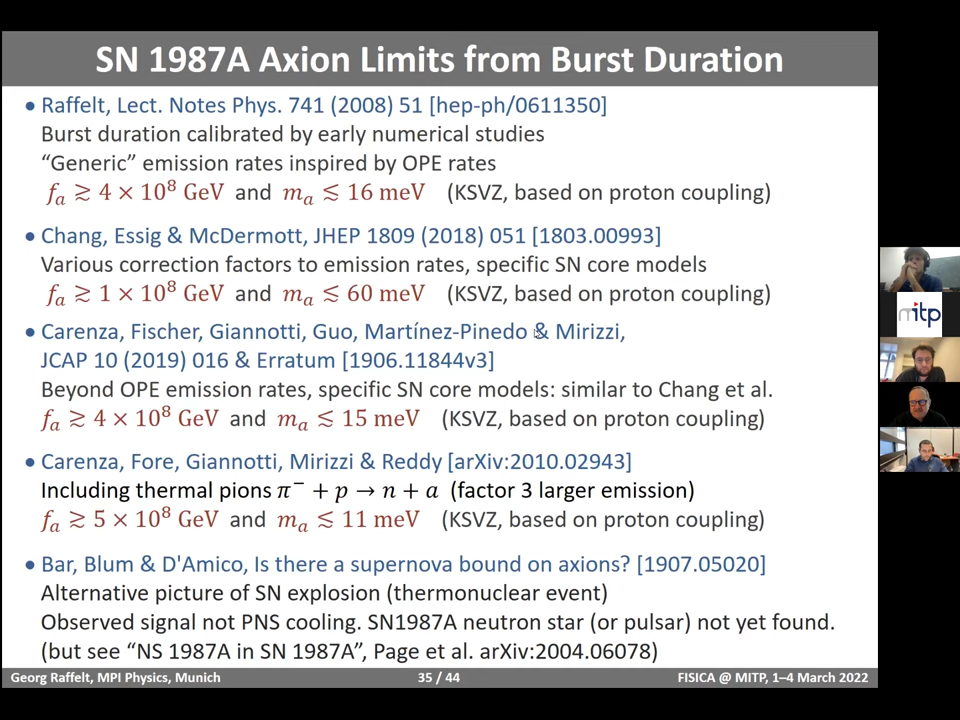 SN 1987A Axion Limits from Burst Duration
• Raffelt, Lect. Notes Phys. 741 (2008) 51 [hep-ph/0611350]
Burst duration calibrated by early numerical studies
“Generic” emission rates inspired by OPE rates
fₐ ≳ 4 × 10⁸ GeV and mₐ ≲ 16 meV (KSVZ, based on proton coupling)
• Chang, Essig & McDermott, JHEP 1809 (2018) 051 [1803.00993]
Various correction factors to emission rates, specific SN core models
fₐ ≳ 1 × 10⁸ GeV and mₐ ≲ 60 meV (KSVZ, based on proton coupling)
• Carenza, Fischer, Giannotti, Guo, Martínez-Pinedo & Mirizzi,
JCAP 10 (2019) 016 & Erratum [1906.11844v3]
Beyond OPE emission rates, specific SN core models: similar to Chang et al.
fₐ ≳ 4 × 10⁸ GeV and mₐ ≲ 15 meV (KSVZ, based on proton coupling)
• Carenza, Fore, Giannotti, Mirizzi & Reddy [arXiv:2010.02943]
Including thermal pions π⁻ + p → n + a (factor 3 larger emission)
fₐ ≳ 5 × 10⁸ GeV and mₐ ≲ 11 meV (KSVZ, based on proton coupling)
• Bar, Blum & D'Amico, Is there a supernova bound on axions? [1907.05020]
Alternative picture of SN explosion (thermonuclear event)
Observed signal not PNS cooling. SN1987A neutron star (or pulsar) not yet found.
(but see “NS 1987A in SN 1987A”, Page et al. arXiv:2004.06078)
Georg Raffelt, MPI Physics, Munich
35 / 44
FISICA @ MITP, 1–4 March 2022
mitp